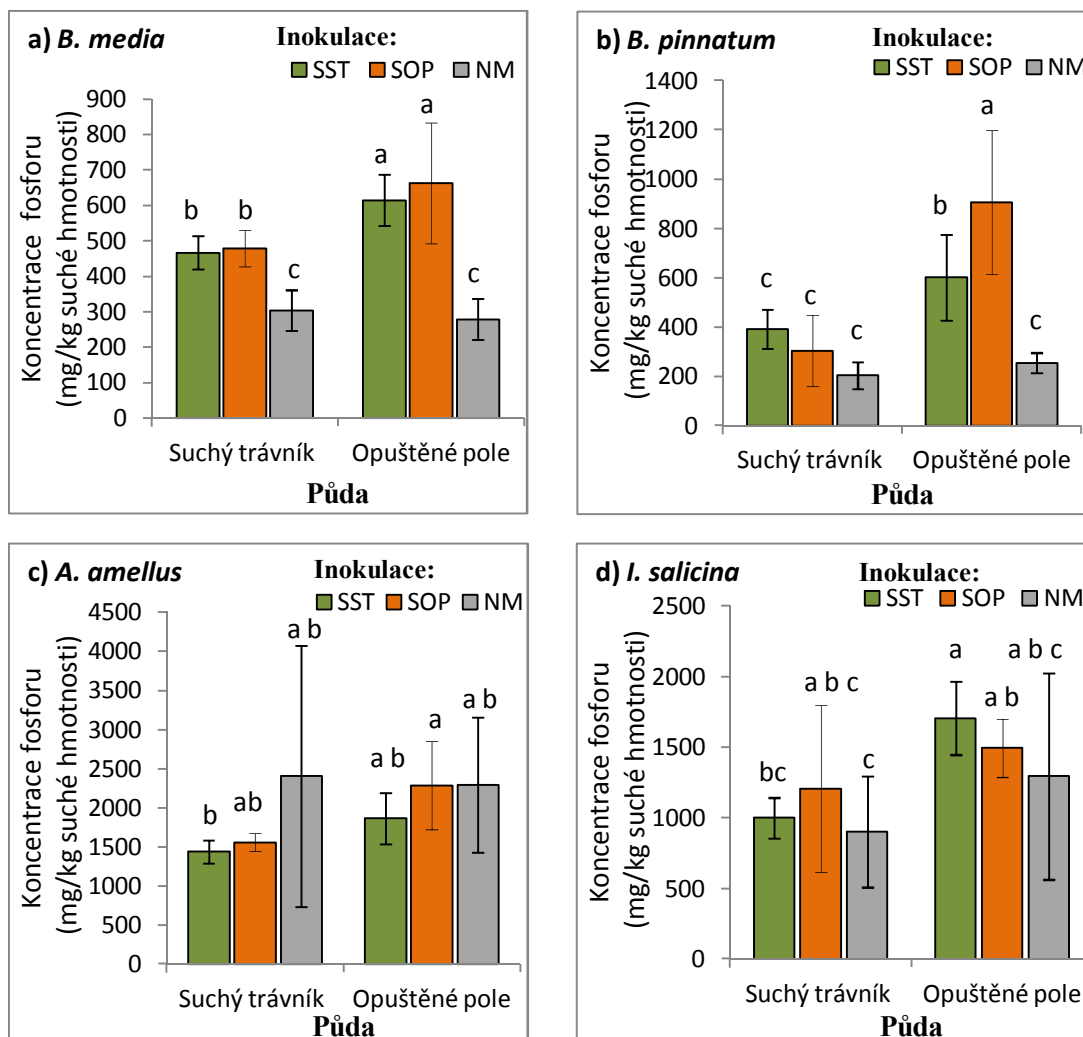 a) B. media
Inokulace:
SST SOP NM
Koncentrace fosforu
(mg/kg suché hmotnosti)
900
800
700
600
500
400
300
200
100
0
b b c a a c
Suchý trávník Opuštěné pole
Půda
b) B. pinnatum
Inokulace:
SST SOP NM
Koncentrace fosforu
(mg/kg suché hmotnosti)
1400
1200
1000
800
600
400
200
0
c c c b a c
Suchý trávník Opuštěné pole
Půda
c) A. amellus
Inokulace:
SST SOP NM
Koncentrace fosforu
(mg/kg suché hmotnosti)
4500
4000
3500
3000
2500
2000
1500
1000
500
0
b ab a b a b a a b
Suchý trávník Opuštěné pole
Půda
d) I. salicina
Inokulace:
SST SOP NM
Koncentrace fosforu
(mg/kg suché hmotnosti)
2500
2000
1500
1000
500
0
bc a b c c a a b a b c
Suchý trávník Opuštěné pole
Půda